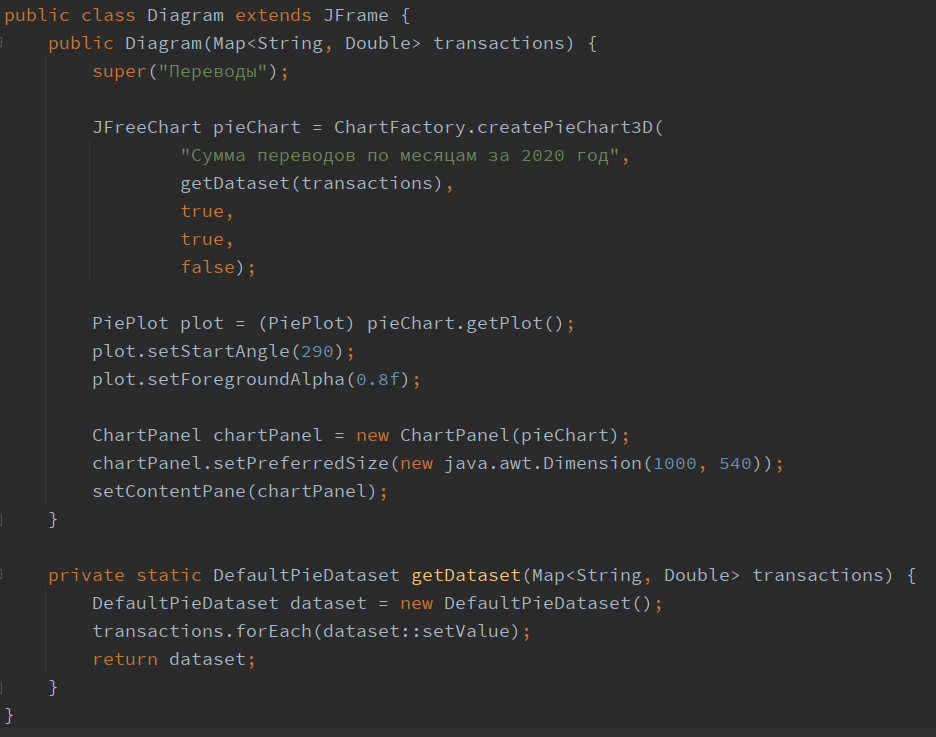 public class Diagram extends JFrame {
    public Diagram(Map<String, Double> transactions) {
        super("Переводы");
        JFreeChart pieChart = ChartFactory.createPieChart3D(
                "Сумма переводов по месяцам за 2020 год",
                getDataset(transactions),
                true,
                true,
                false);
        PiePlot plot = (PiePlot) pieChart.getPlot();
        plot.setStartAngle(290);
        plot.setForegroundAlpha(0.8f);
        ChartPanel chartPanel = new ChartPanel(pieChart);
        chartPanel.setPreferredSize(new java.awt.Dimension(1000, 540));
        setContentPane(chartPanel);
    }
    private static DefaultPieDataset getDataset(Map<String, Double> transactions) {
        DefaultPieDataset dataset = new DefaultPieDataset();
        transactions.forEach(dataset::setValue);
        return dataset;
    }
}